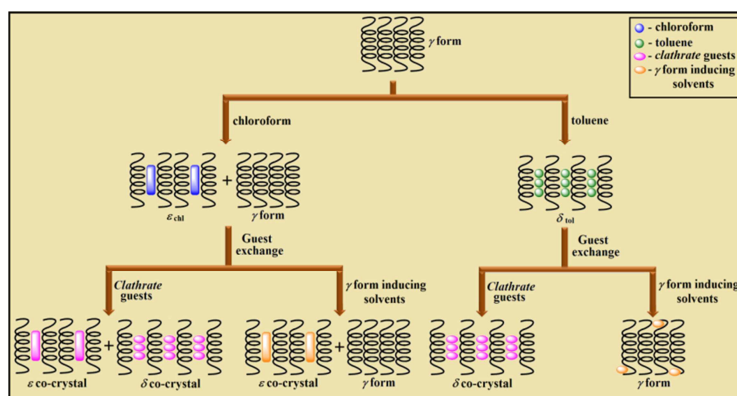 γ form
- chloroform
- toluene
- clathrate guests
- γ form inducing
solvents
chloroform
toluene
+
ε chl
γ form
δ tol
Guest
exchange
Guest
exchange
Clathrate
guests
γ form inducing
solvents
Clathrate
guests
γ form inducing
solvents
+
+
ε co-crystal
δ co-crystal
ε co-crystal
γ form
δ co-crystal
γ form